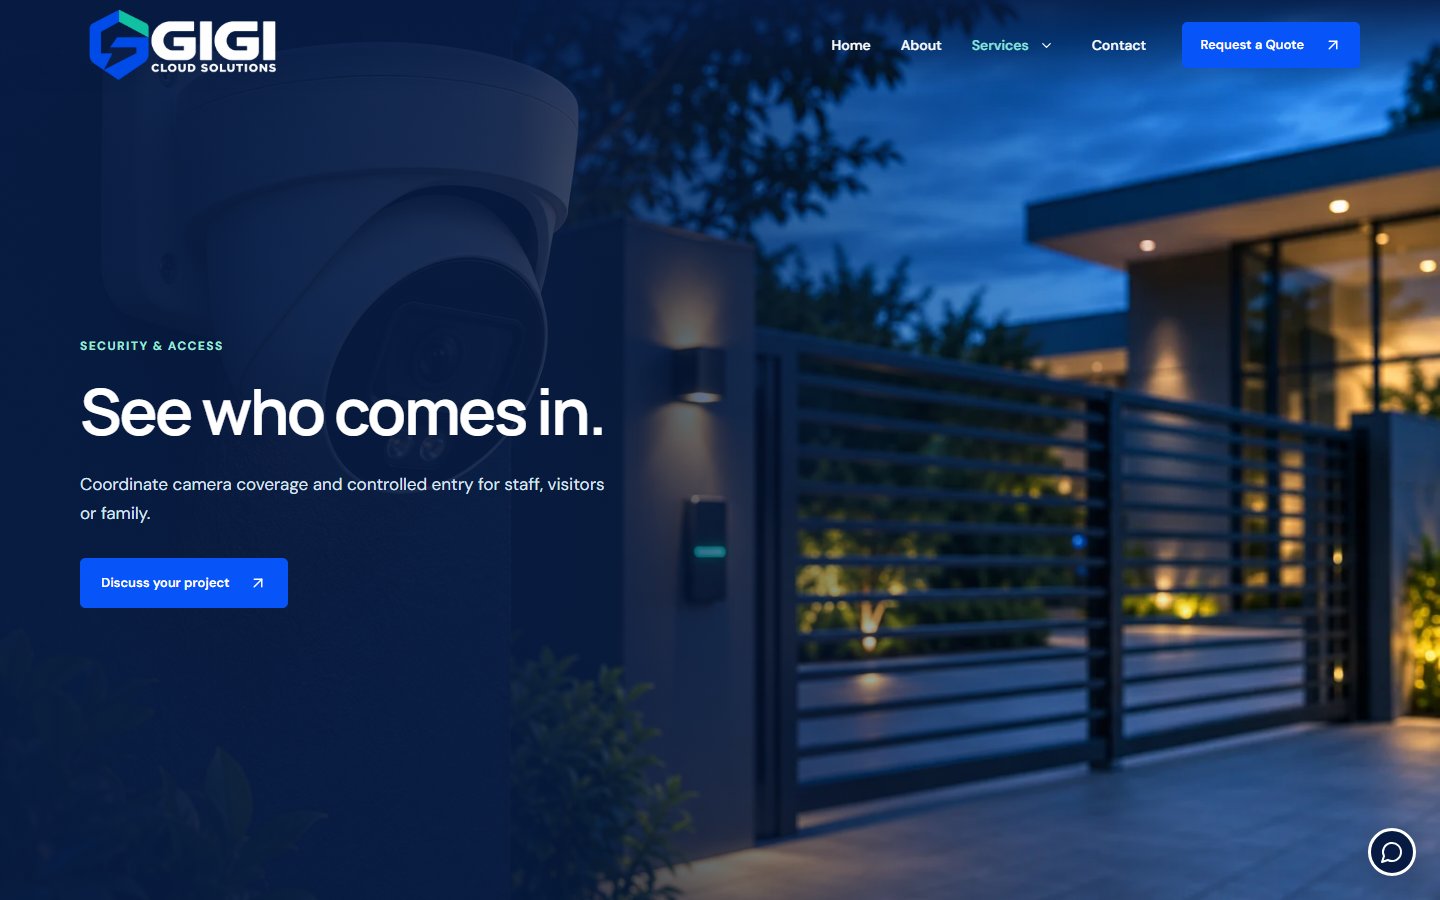 GIGI
CLOUD SOLUTIONS
Home
About
Services
Contact
Request a Quote
SECURITY & ACCESS
See who comes in.
Coordinate camera coverage and controlled entry for staff, visitors
or family.
Discuss your project